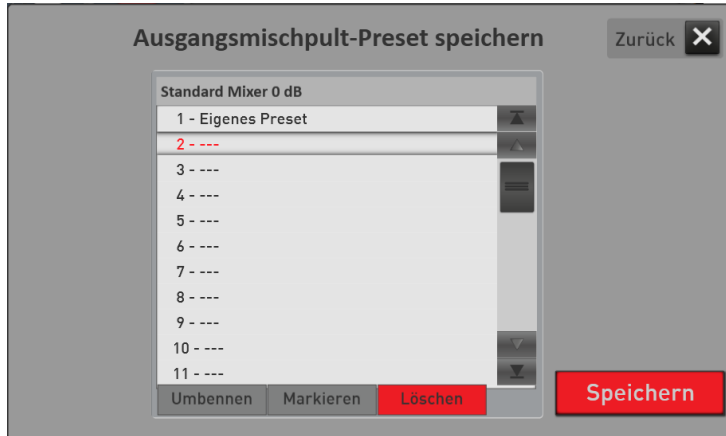 Ausgangsmischpult-Preset speichern
Zurück
Standard Mixer 0 dB
1 - Eigenes Preset
2 - ---
3 - ---
4 - ---
5 - ---
6 - ---
7 - ---
8 - ---
9 - ---
10 - ---
11 - ---
Umbennen Markieren Löschen
Speichern